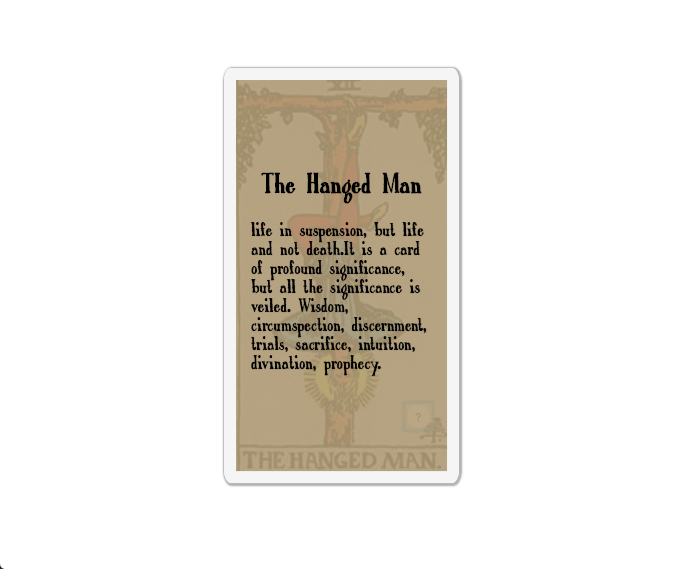 XII
The Hanged Man
life in suspension, but life
and not death.It is a card
of profound significance,
but all the significance is
veiled. Wisdom,
circumspection, discernment,
trials, sacrifice, intuition,
divination, prophecy.
?
THE HANGED MAN.